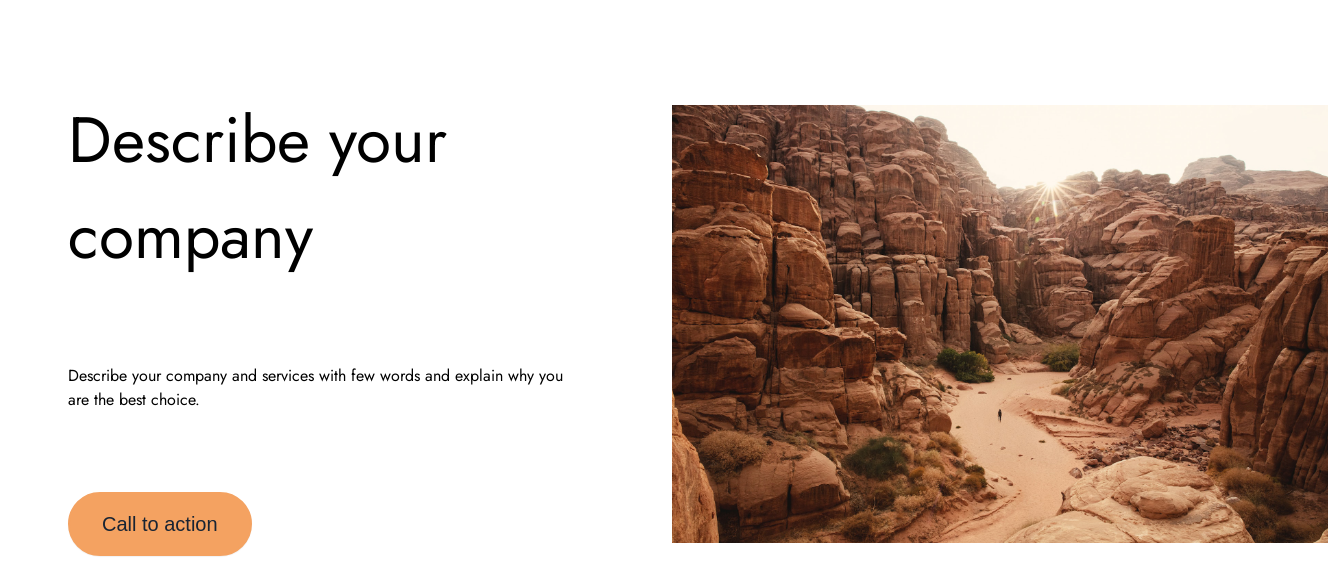 Describe your
company
Describe your company and services with few words and explain why you
are the best choice.
Call to action